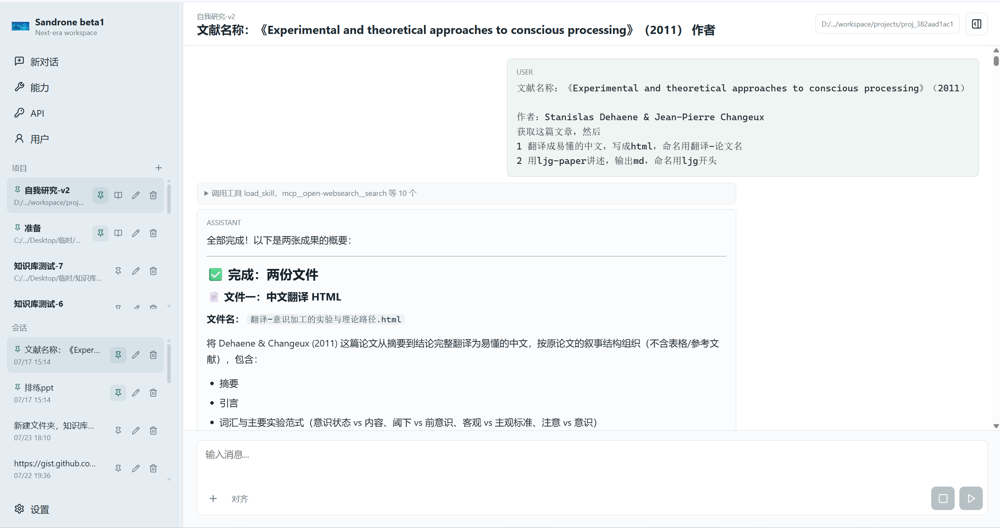 Sandrone beta1
Next-era workspace
新对话
能力
API
用户
项目
自我研究-v2
D:/.../workspace/proj...
准备
C:/.../Desktop/临时/...
知识库测试-7
C:/.../Desktop/临时/知识库...
知识库测试-6
会话
文献名称：《Exper...
07/17 15:14
排练ppt
07/17 15:14
新建文件夹，知识库...
07/23 18:10
https://gist.github.co...
07/22 19:36
设置
自我研究-v2
文献名称：《Experimental and theoretical approaches to conscious processing》（2011） 作者
D:/.../workspace/projects/proj_382aad1ac1
USER
文献名称：《Experimental and theoretical approaches to conscious processing》（2011）
作者：Stanislas Dehaene & Jean-Pierre Changeux
获取这篇文章，然后
1 翻译成易懂的中文，写成html，命名用翻译-论文名
2 用ljg-paper讲述，输出md，命名用ljg开头
调用工具 load_skill、mcp__open-websearch__search 等 10 个
ASSISTANT
全部完成！以下是两张成果的概要：
✅ 完成：两份文件
📄 文件一：中文翻译 HTML
文件名： 翻译-意识加工的实验与理论路径.html
将 Dehaene & Changeux (2011) 这篇论文从摘要到结论完整翻译为易懂的中文，按原论文的叙事结构组织（不含表格/参考文
献），包含：
• 摘要
• 引言
• 词汇与主要实验范式（意识状态 vs 内容、阈下 vs 前意识、客观 vs 主观标准、注意 vs 意识）
输入消息...
对齐